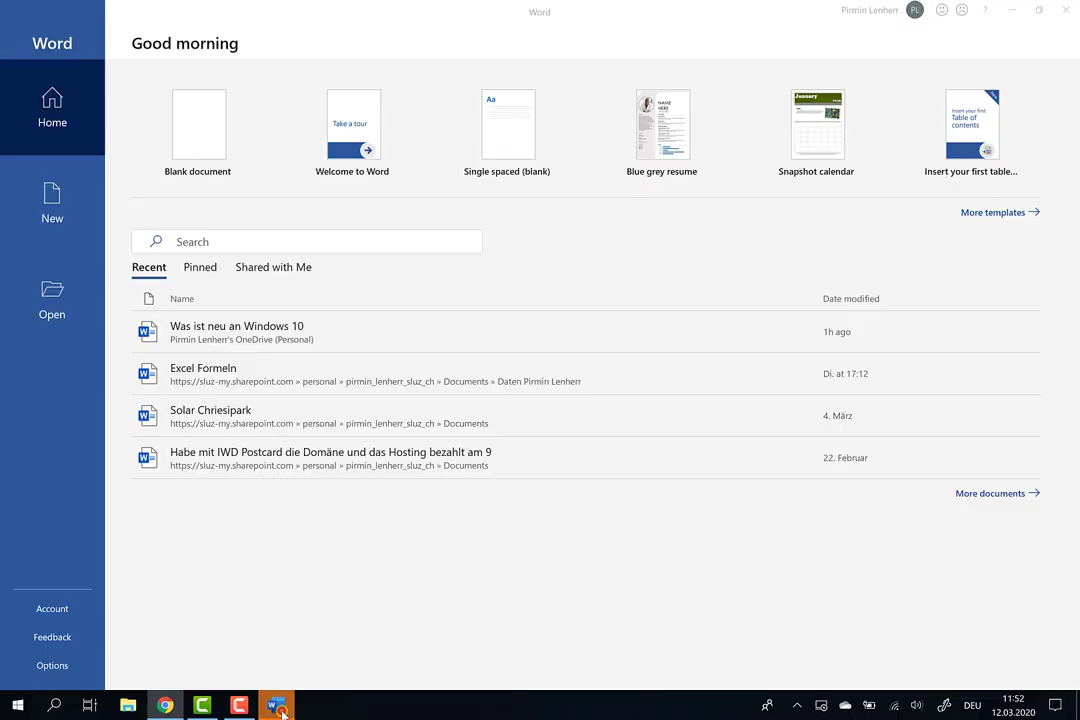 Word
Pirmin Lenherr
PL
?
Word
Good morning
Home
New
Open
Account
Feedback
Options
Take a tour
Aa
NAME
HERE
January
Insert your first
Table of
contents
Blank document
Welcome to Word
Single spaced (blank)
Blue grey resume
Snapshot calendar
Insert your first table...
More templates
Search
Recent
Pinned
Shared with Me
Name
Date modified
Was ist neu an Windows 10
Pirmin Lenherr's OneDrive (Personal)
1h ago
Excel Formeln
https://sluz-my.sharepoint.com » personal » pirmin_lenherr_sluz_ch » Documents » Daten Pirmin Lenherr
Di. at 17:12
Solar Chriesipark
https://sluz-my.sharepoint.com » personal » pirmin_lenherr_sluz_ch » Documents
4. März
Habe mit IWD Postcard die Domäne und das Hosting bezahlt am 9
https://sluz-my.sharepoint.com » personal » pirmin_lenherr_sluz_ch » Documents
22. Februar
More documents
DEU
11:52
12.03.2020